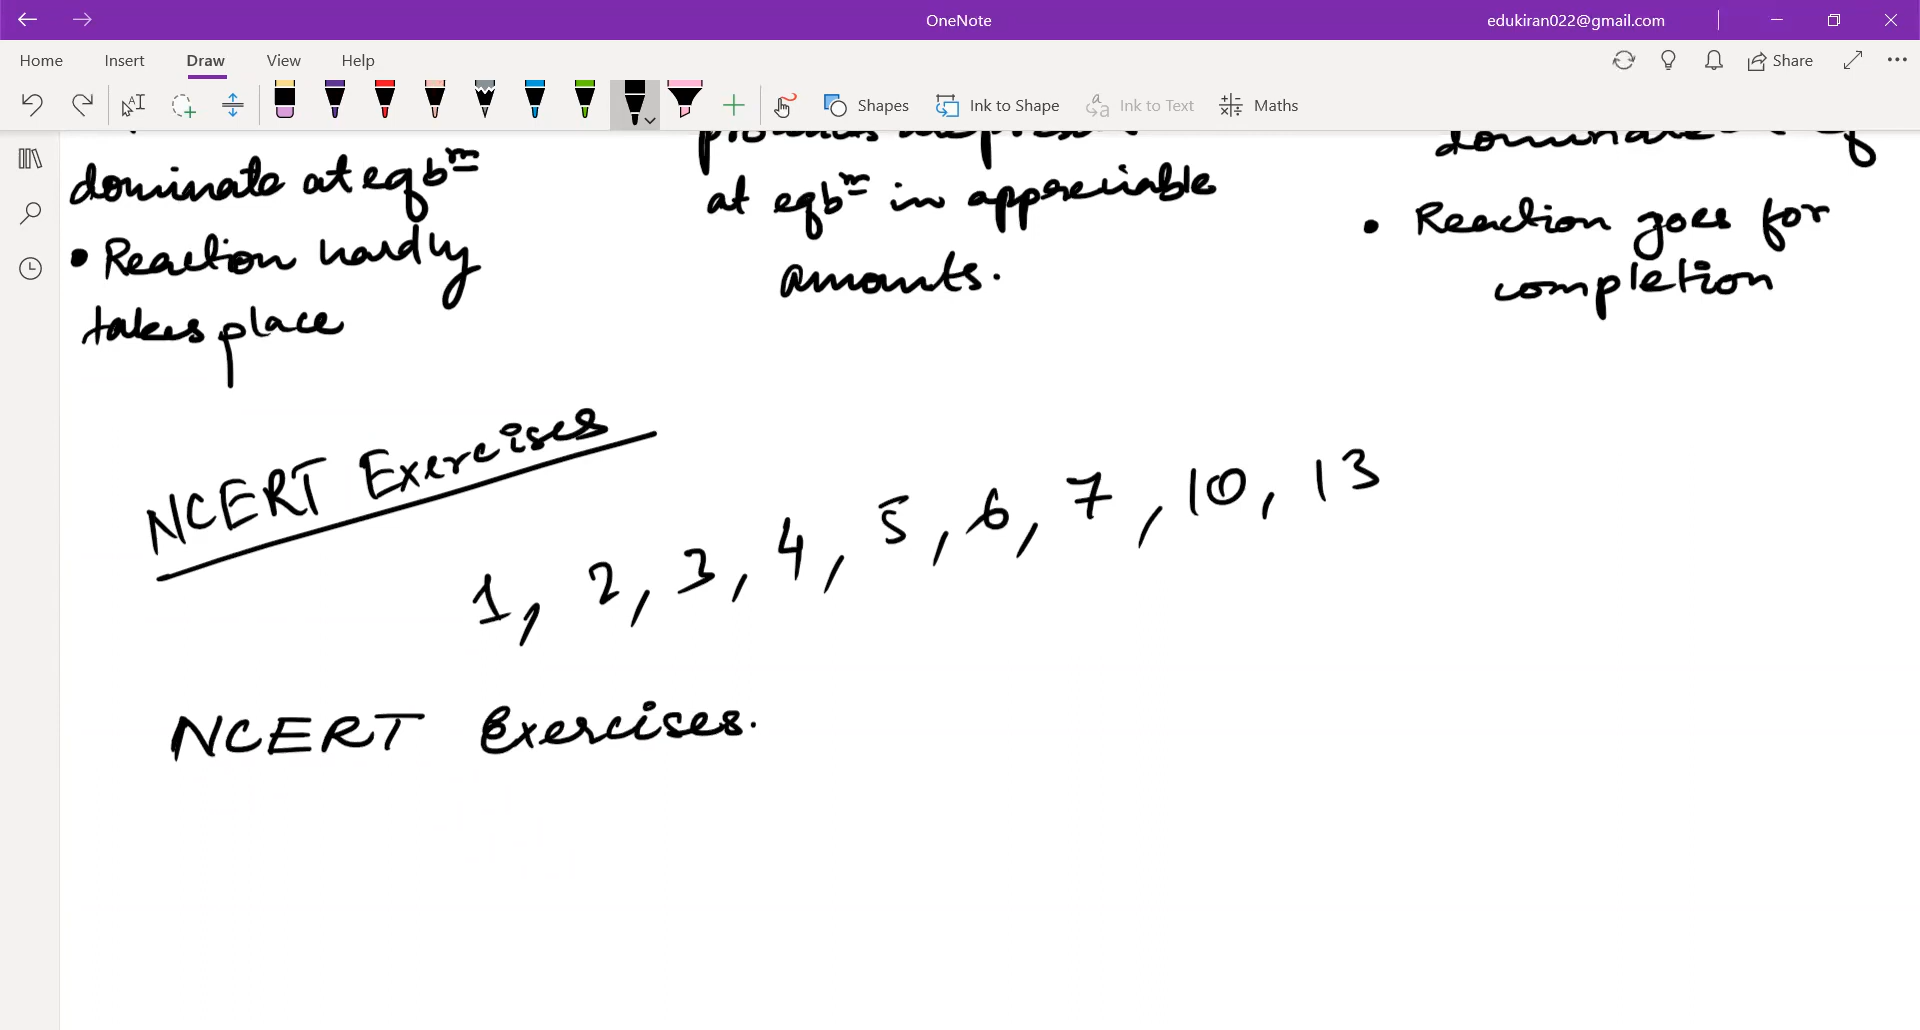 OneNote
edukiran022@gmail.com
Home Insert Draw View Help
Share
Shapes Ink to Shape Ink to Text Maths
dominate at eqbm
• Reaction hardly
takes place
at eqbm in appreciable
amounts.
• Reaction goes for
completion
NCERT Exercises
1, 2, 3, 4, 5, 6, 7, 10, 13
NCERT Exercises.